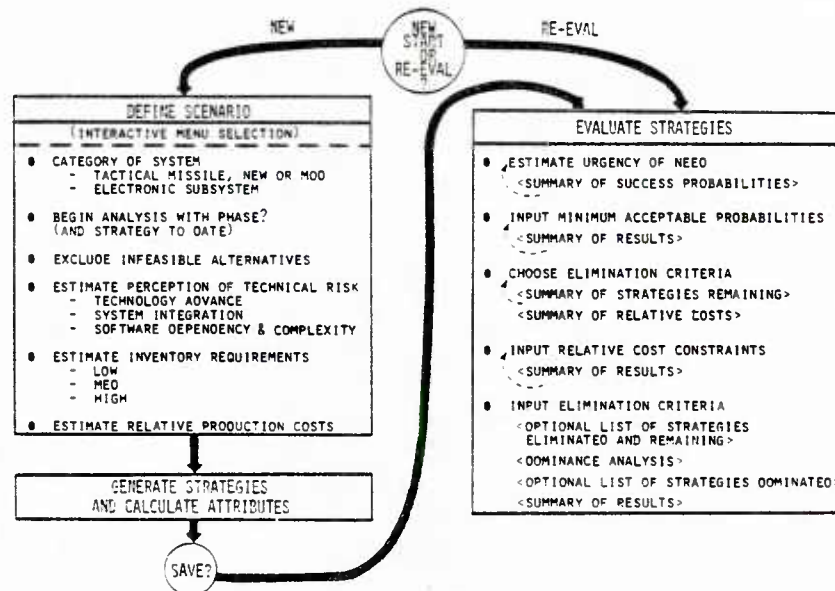 NEW
NEW
START
OR
RE-EVAL
?
RE-EVAL
DEFINE SCENARIO
(INTERACTIVE MENU SELECTION)
● CATEGORY OF SYSTEM
- TACTICAL MISSILE, NEW OR MOD
- ELECTRONIC SUBSYSTEM
● BEGIN ANALYSIS WITH PHASE?
(AND STRATEGY TO DATE)
● EXCLUDE INFEASIBLE ALTERNATIVES
● ESTIMATE PERCEPTION OF TECHNICAL RISK
- TECHNOLOGY ADVANCE
- SYSTEM INTEGRATION
- SOFTWARE DEPENDENCY & COMPLEXITY
● ESTIMATE INVENTORY REQUIREMENTS
- LOW
- MED
- HIGH
● ESTIMATE RELATIVE PRODUCTION COSTS
GENERATE STRATEGIES
AND CALCULATE ATTRIBUTES
SAVE?
EVALUATE STRATEGIES
● ESTIMATE URGENCY OF NEED
<SUMMARY OF SUCCESS PROBABILITIES>
● INPUT MINIMUM ACCEPTABLE PROBABILITIES
<SUMMARY OF RESULTS>
● CHOOSE ELIMINATION CRITERIA
<SUMMARY OF STRATEGIES REMAINING>
<SUMMARY OF RELATIVE COSTS>
● INPUT RELATIVE COST CONSTRAINTS
<SUMMARY OF RESULTS>
● INPUT ELIMINATION CRITERIA
<OPTIONAL LIST OF STRATEGIES
ELIMINATED AND REMAINING>
<DOMINANCE ANALYSIS>
<OPTIONAL LIST OF STRATEGIES DOMINATED>
<SUMMARY OF RESULTS>